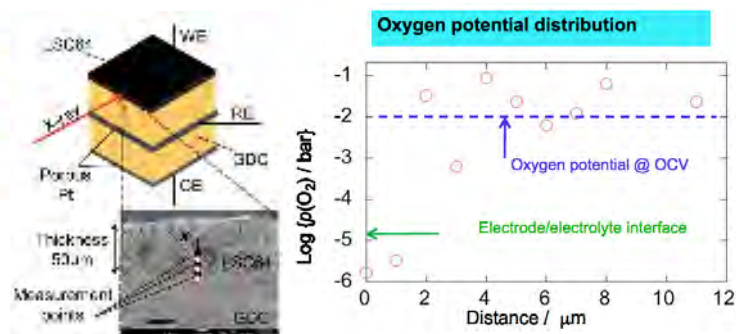 LSC64
WE
X-ray
RE
GDC
Porous
Pt
CE
Thickness
50μm
x
LSC64
Measurement
points
GDC
Oxygen potential distribution
Log {p(O2) / bar}
-1
-2
-3
-4
-5
-6
Oxygen potential @ OCV
Electrode/electrolyte interface
0 2 4 6 8 10 12
Distance / μm